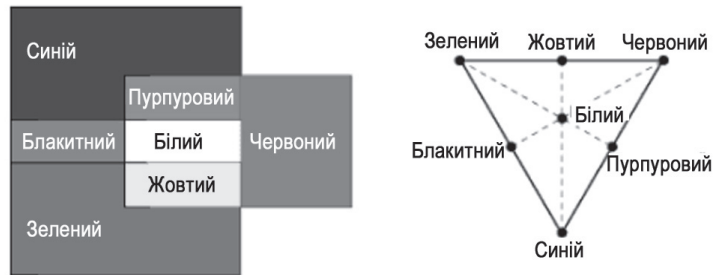 Синій
Пурпуровий
Блакитний Білий Червоний
Жовтий
Зелений
Зелений Жовтий Червоний
Білий
Блакитний
Пурпуровий
Синій